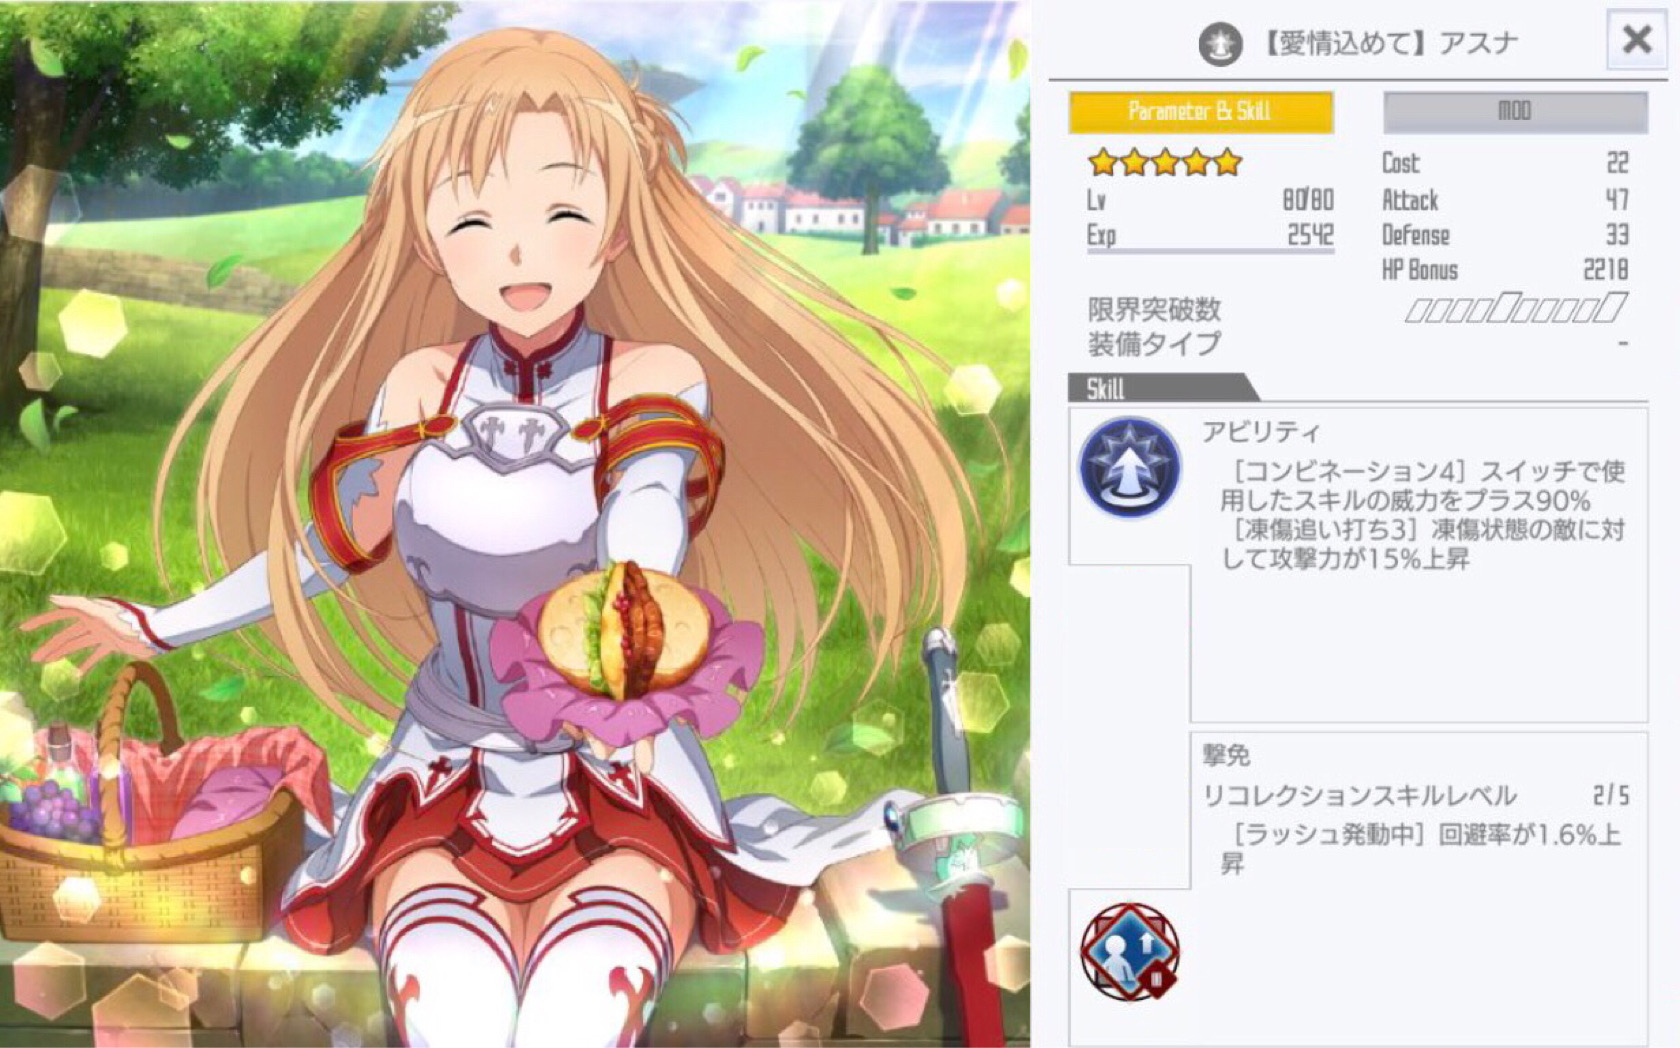 【愛情込めて】アスナ
Parameter & Skill
MOD
Lv 80/80
Exp 2542
Cost 22
Attack 47
Defense 33
HP Bonus 2218
限界突破数
装備タイプ -
Skill
アビリティ
［コンビネーション4］スイッチで使
用したスキルの威力をプラス90%
［凍傷追い打ち3］凍傷状態の敵に対
して攻撃力が15%上昇
撃免
リコレクションスキルレベル 2/5
［ラッシュ発動中］回避率が1.6%上
昇